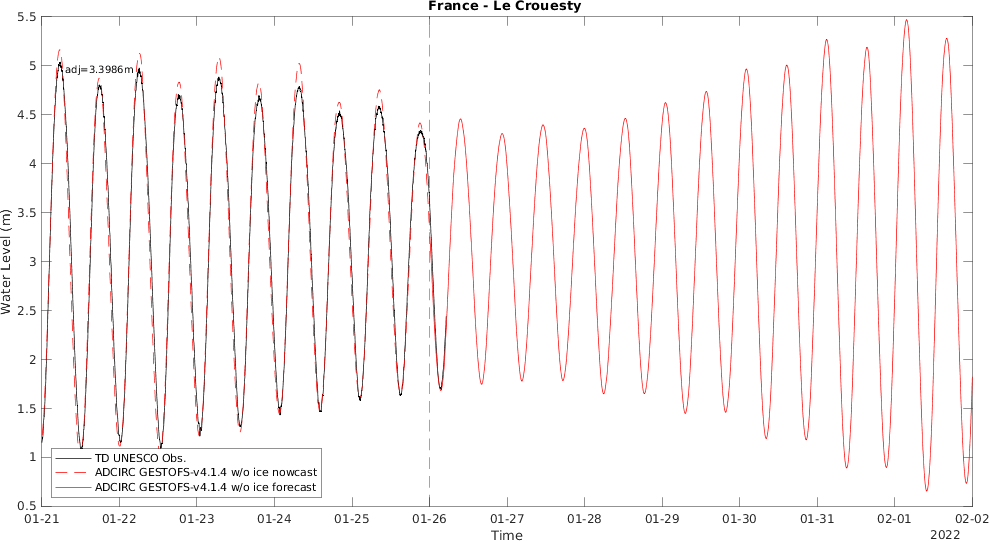 France - Le Crouesty
5.5
5
4.5
4
3.5
3
2.5
2
1.5
1
0.5
Water Level (m)
adj=3.3986m
TD UNESCO Obs.
ADCIRC GESTOFS-v4.1.4 w/o ice nowcast
ADCIRC GESTOFS-v4.1.4 w/o ice forecast
01-21 01-22 01-23 01-24 01-25 01-26 01-27 01-28 01-29 01-30 01-31 02-01 02-02
Time
2022